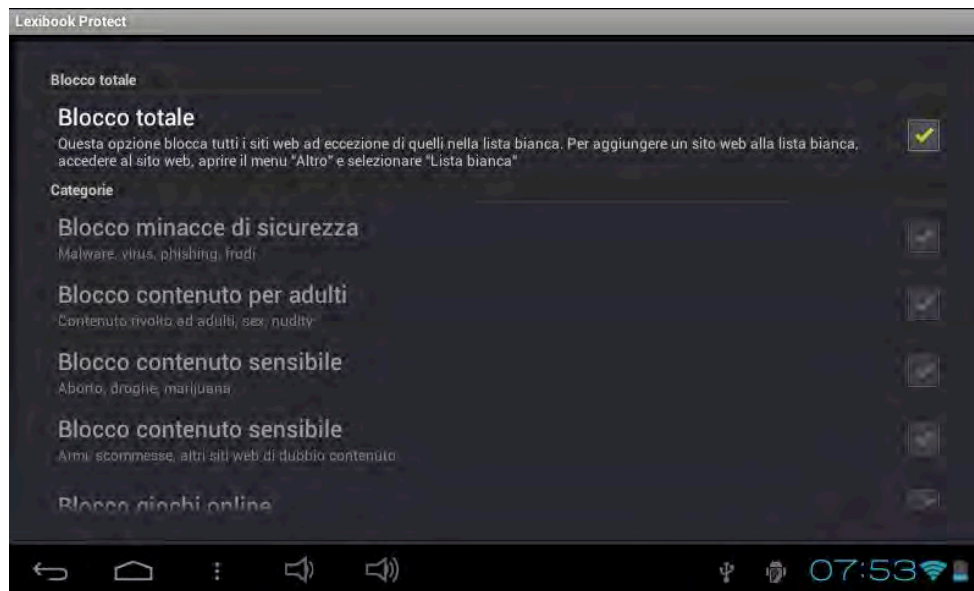 Lexibook Protect
Blocco totale
Blocco totale
Questa opzione blocca tutti i siti web ad eccezione di quelli nella lista bianca. Per aggiungere un sito web alla lista bianca,
accedere al sito web, aprire il menu "Altro" e selezionare "Lista bianca"
Categorie
Blocco minacce di sicurezza
Malware, virus, phishing, frodi
Blocco contenuto per adulti
Contenuto rivolto ad adulti, sex, nudity
Blocco contenuto sensibile
Aborto, droghe, marijuana
Blocco contenuto sensibile
Armi, scommesse, altri siti web di dubbio contenuto
Blocco giochi online
07:53